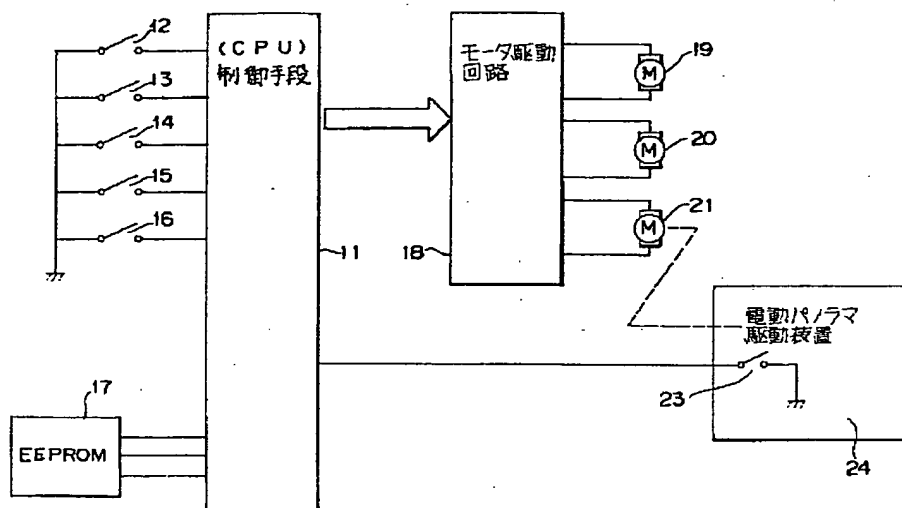 12
13
14
15
16
(CPU)
制御手段
11
モータ駆動
回路
18
M
19
M
20
M
21
電動パノラマ
駆動装置
23
24
17
EEPROM